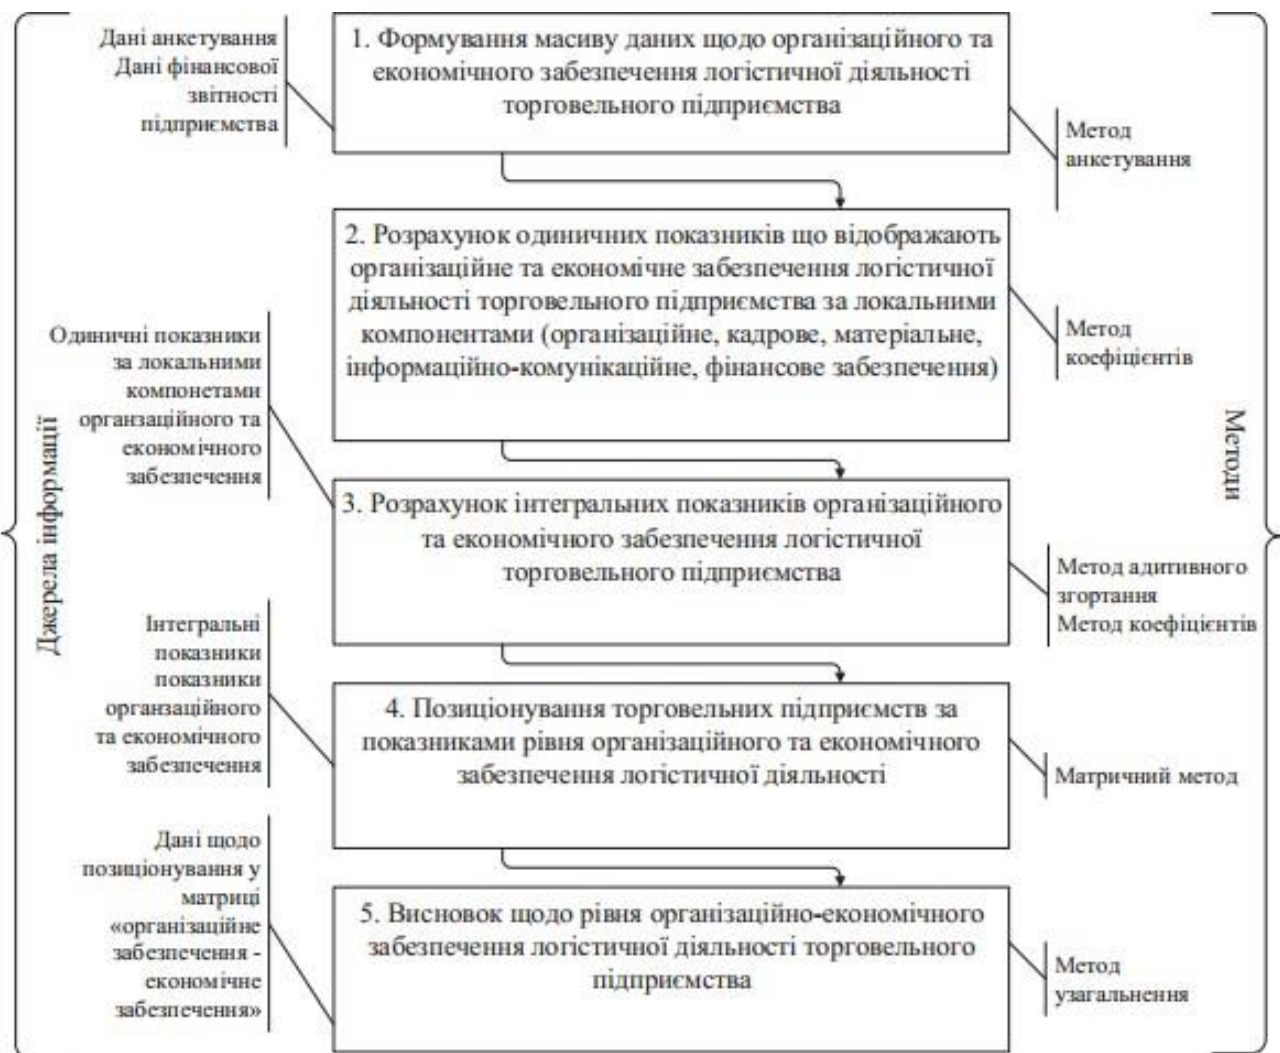 Дані анкетування
Дані фінансової
звітності
підприємства
1. Формування масиву даних щодо організаційного та
економічного забезпечення логістичної діяльності
торговельного підприємства
Метод
анкетування
2. Розрахунок одиничних показників що відображають
організаційне та економічне забезпечення логістичної
діяльності торговельного підприємства за локальними
компонентами (організаційне, кадрове, матеріальне,
інформаційно-комунікаційне, фінансове забезпечення)
Метод
коефіцієнтів
Одиничні показники
за локальними
компонетами
органзаційного та
економічного
забезпечення
3. Розрахунок інтегральних показників організаційного
та економічного забезпечення логістичної
торговельного підприємства
Метод адитивного
згортання
Метод коефіцієнтів
Джерела інформації
Методи
Інтегральні
показники
показники
органзаційного
та економічного
забезпечення
4. Позиціонування торговельних підприємств за
показниками рівня організаційного та економічного
забезпечення логістичної діяльності
Матричний метод
Дані щодо
позиціонування у
матриці
«організаційне
забезпечення -
економічне
забезпечення»
5. Висновок щодо рівня організаційно-економічного
забезпечення логістичної діяльності торговельного
підприємства
Метод
узагальнення